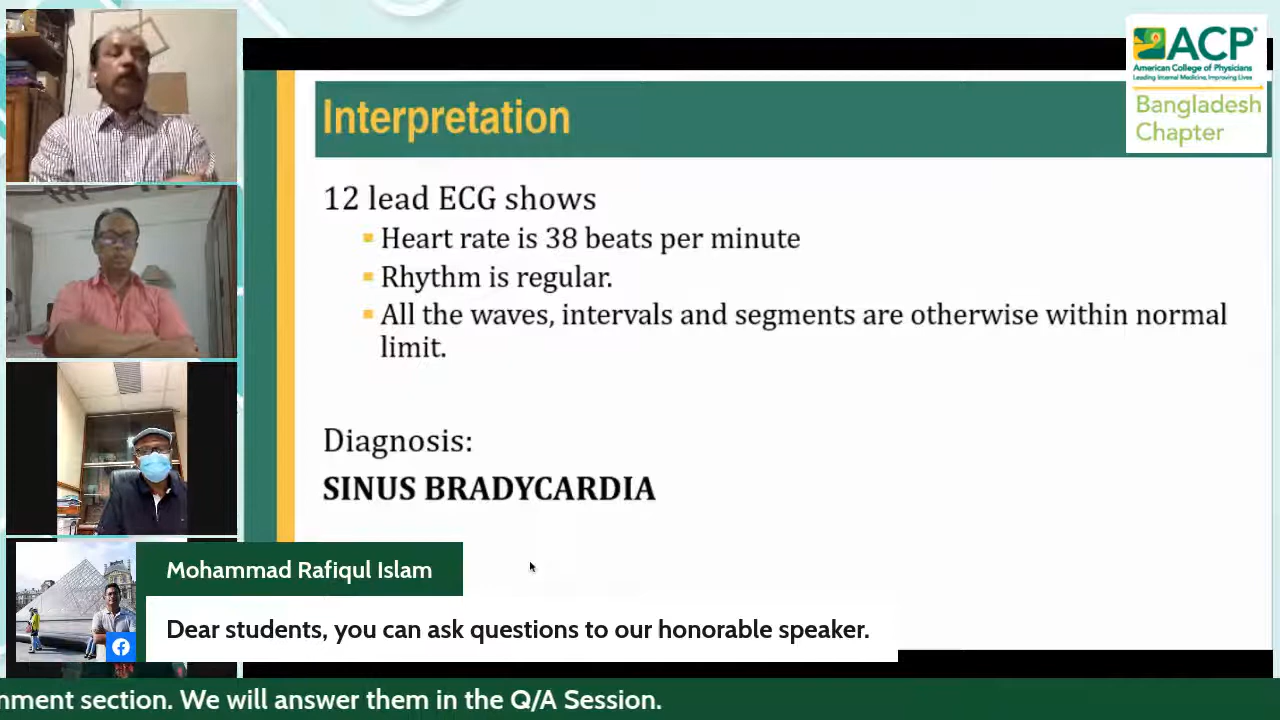 ACP
American College of Physicians
Leading Internal Medicine, Improving Lives
Bangladesh
Chapter
Interpretation
12 lead ECG shows
Heart rate is 38 beats per minute
Rhythm is regular.
All the waves, intervals and segments are otherwise within normal
limit.
Diagnosis:
SINUS BRADYCARDIA
Mohammad Rafiqul Islam
Dear students, you can ask questions to our honorable speaker.
nment section. We will answer them in the Q/A Session.